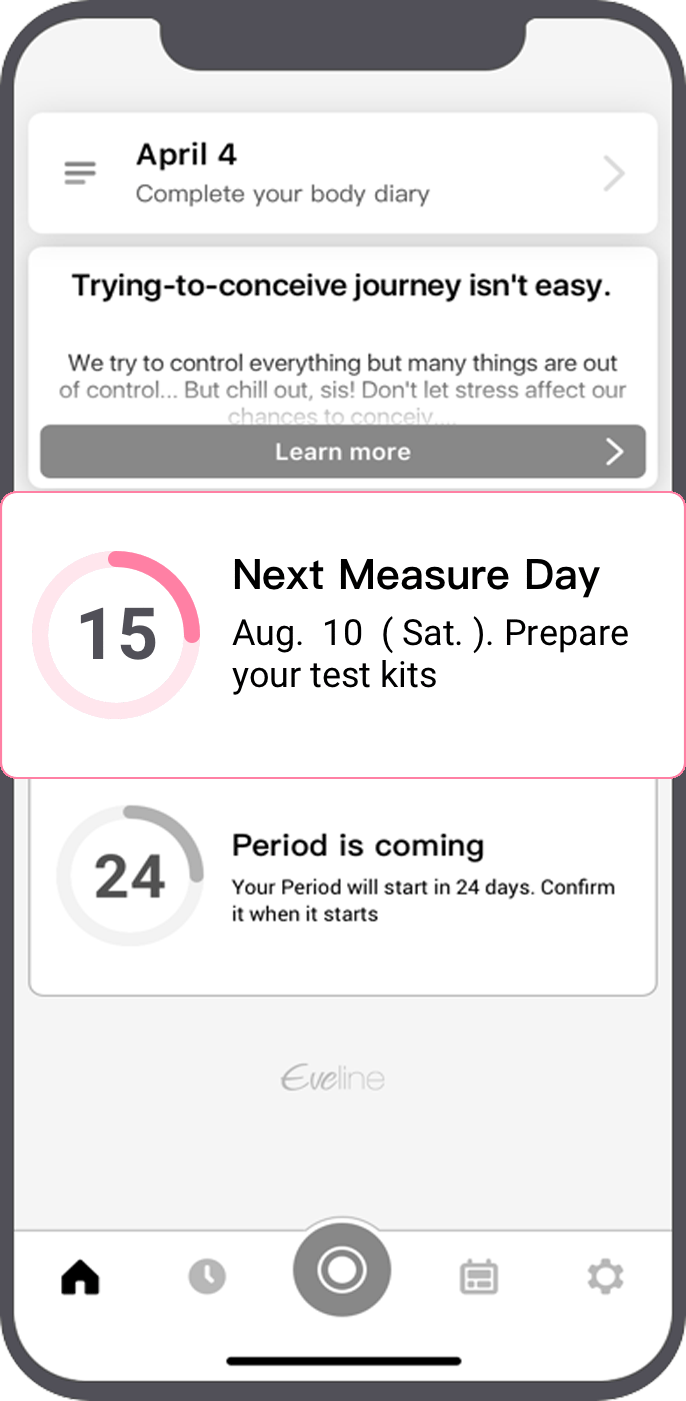 April 4
Complete your body diary
Trying-to-conceive journey isn't easy.
We try to control everything but many things are out
of control... But chill out, sis! Don't let stress affect our
chances to conceiv....
Learn more
15
Next Measure Day
Aug. 10 ( Sat. ). Prepare
your test kits
24
Period is coming
Your Period will start in 24 days. Confirm
it when it starts
Eveline